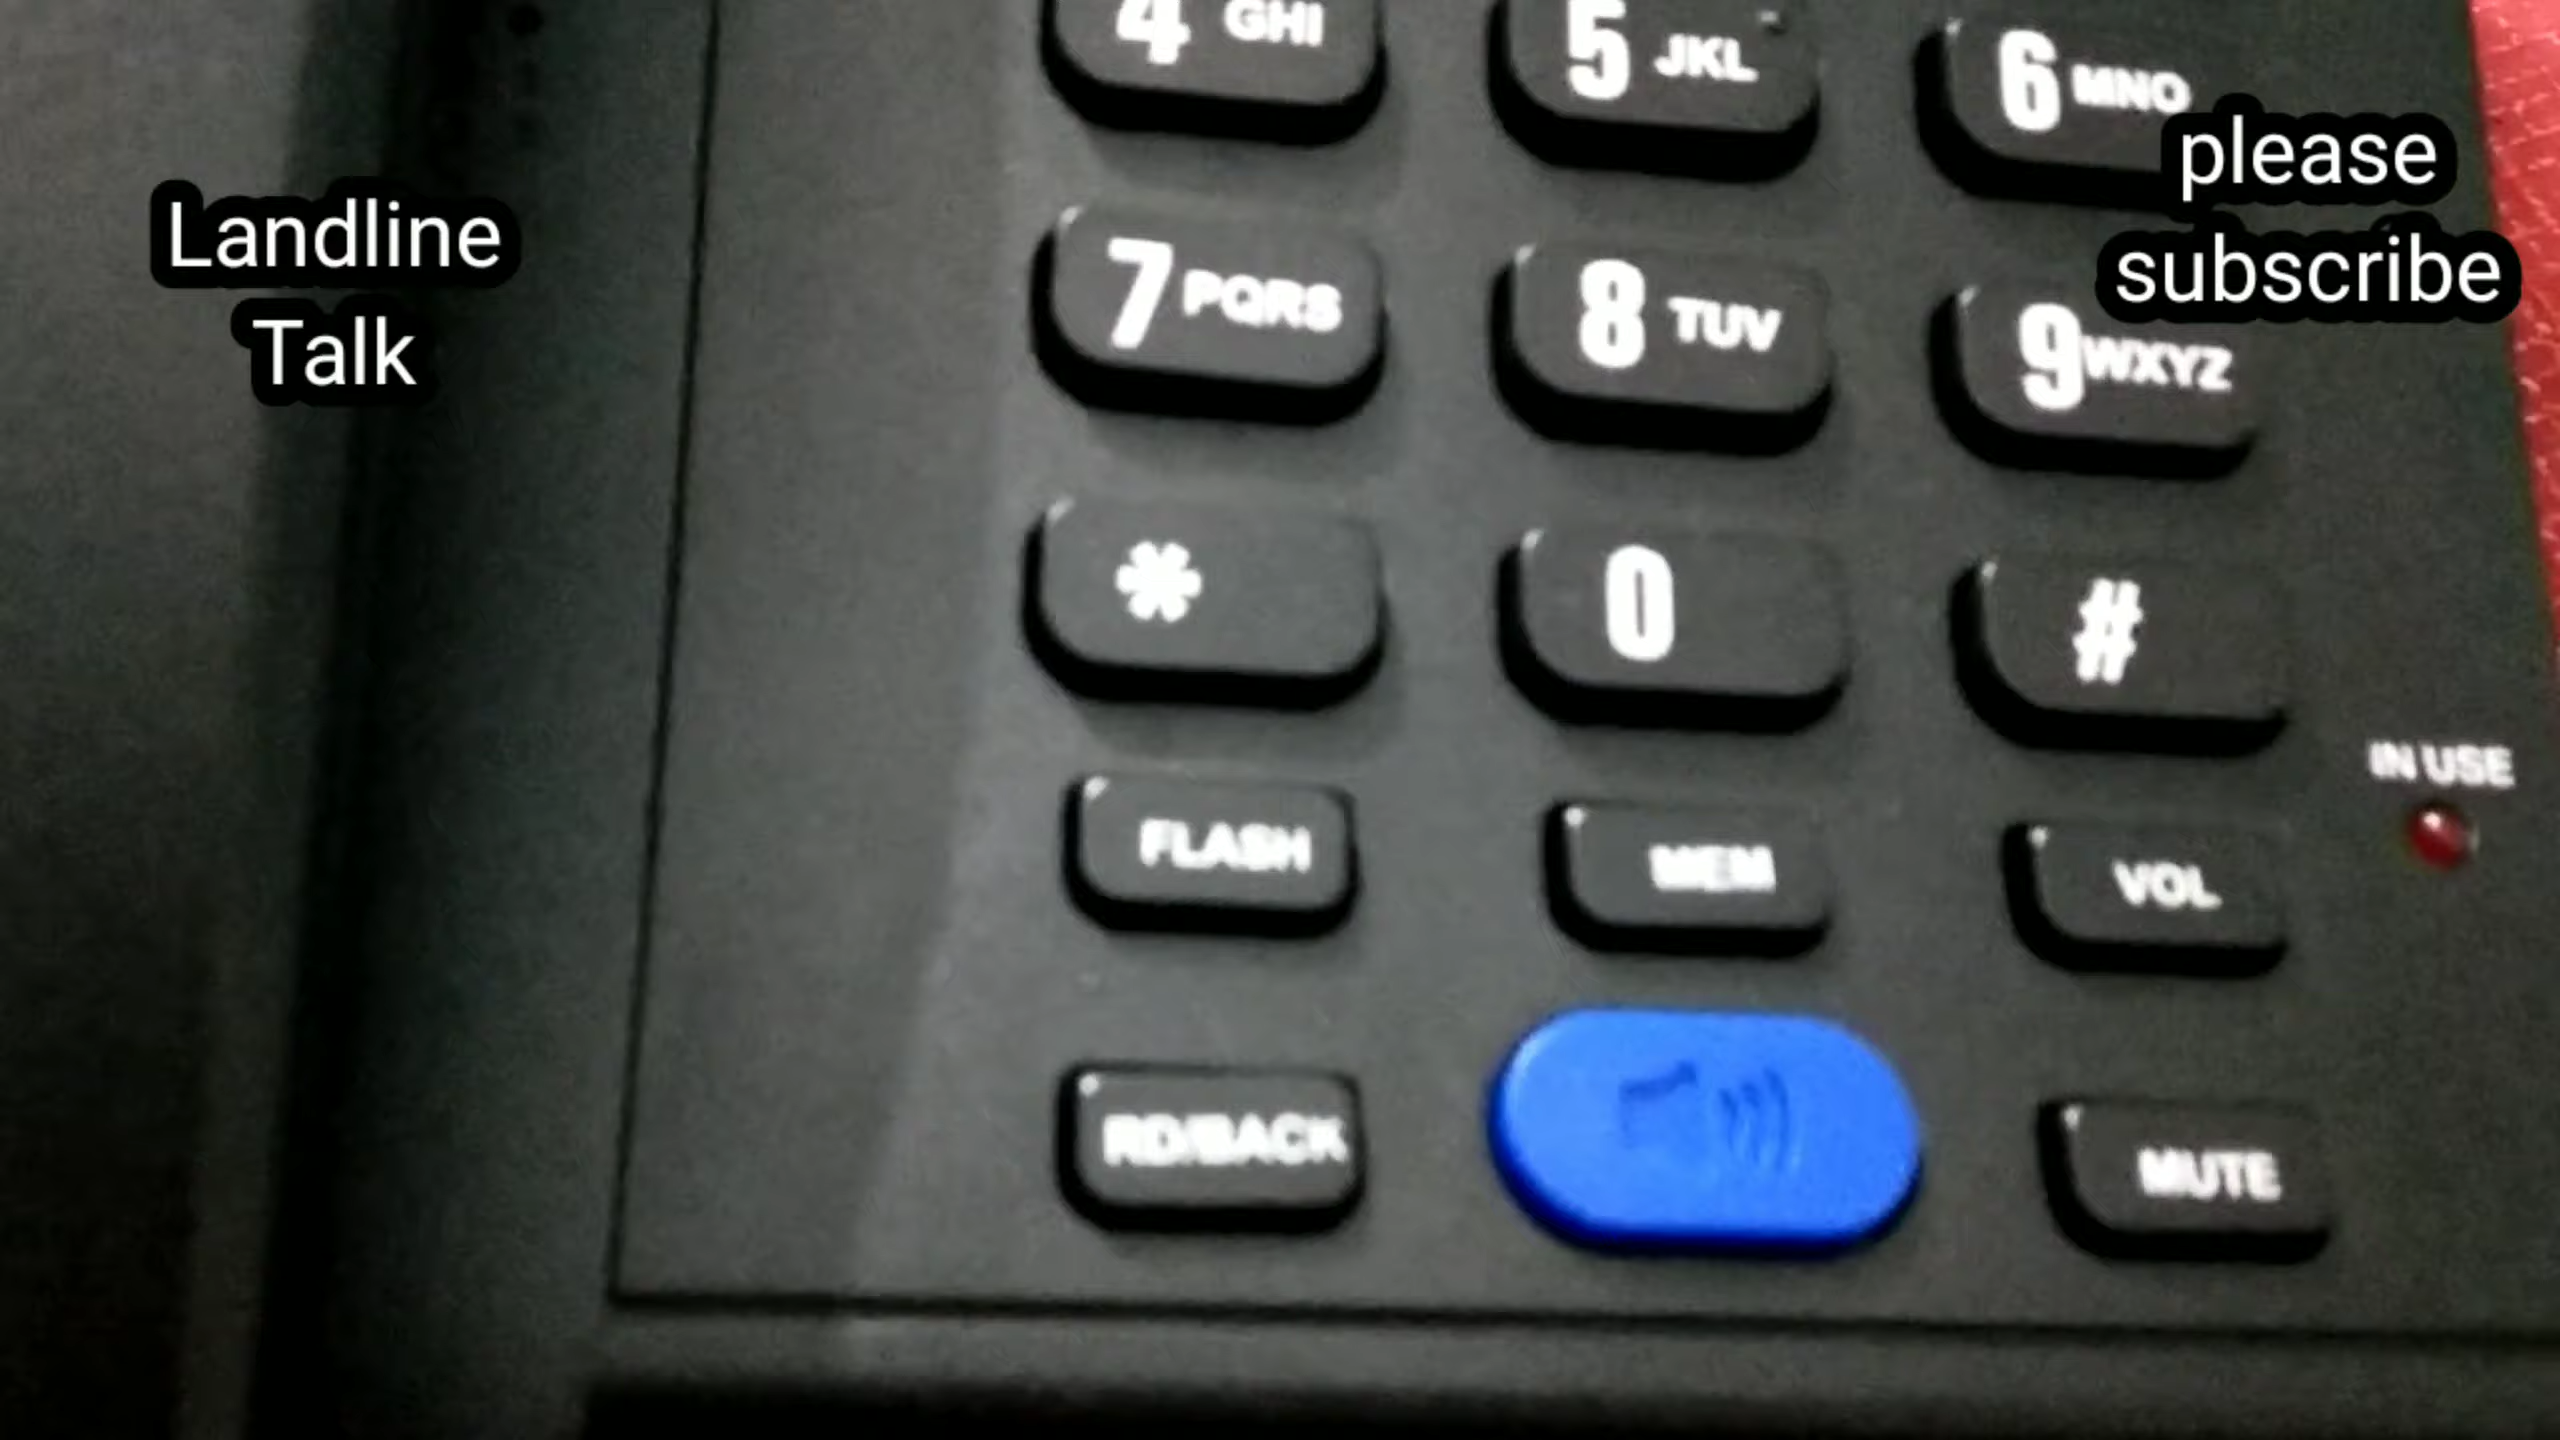 4 GHI
5 JKL
6 MNO
please
subscribe
Landline
Talk
7 PQRS
8 TUV
9 WXYZ
*
0
#
IN USE
FLASH
MEM
VOL
RD/BACK
MUTE